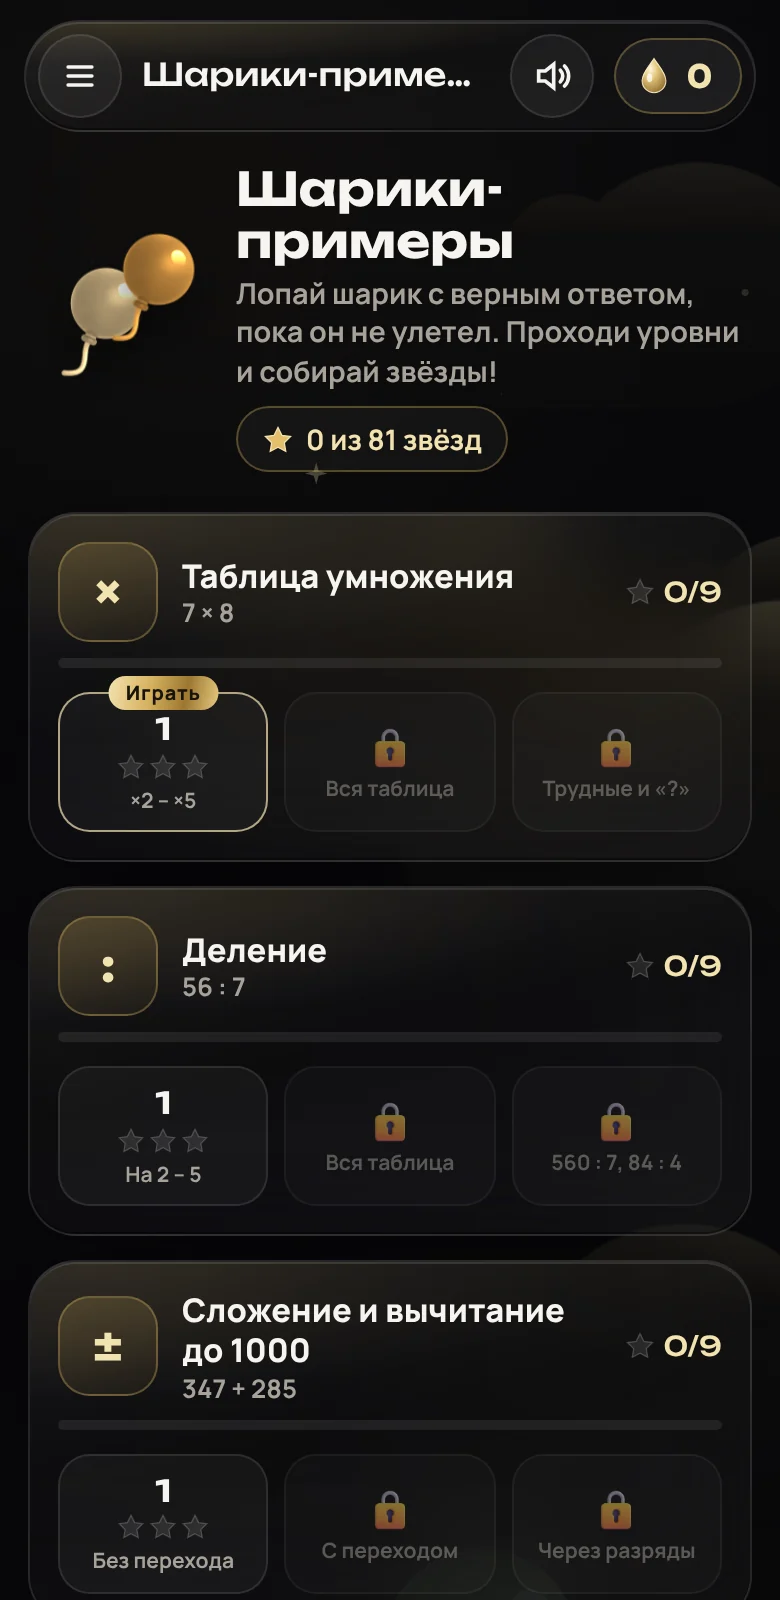 Шарики-приме...
0
Шарики-
примеры
Лопай шарик с верным ответом,
пока он не улетел. Проходи уровни
и собирай звёзды!
0 из 81 звёзд
×
Таблица умножения
7 × 8
0/9
Играть
1
×2 – ×5
Вся таблица
Трудные и «?»
:
Деление
56 : 7
0/9
1
На 2 – 5
Вся таблица
560 : 7, 84 : 4
±
Сложение и вычитание
до 1000
347 + 285
0/9
1
Без перехода
С переходом
Через разряды